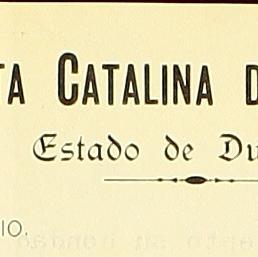 TA CATALINA D
Estado de Du
IO.